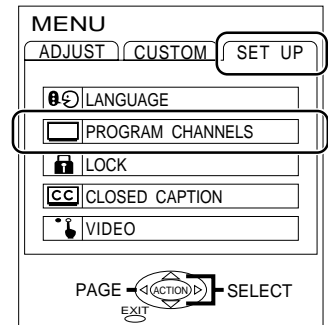 MENU
ADJUST CUSTOM SET UP
LANGUAGE
PROGRAM CHANNELS
LOCK
CC CLOSED CAPTION
VIDEO
PAGE ACTION SELECT
EXIT